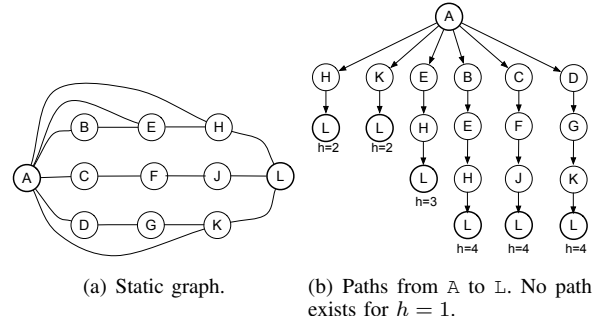 A
B
E
H
C
F
J
L
D
G
K
(a) Static graph.
A
H
K
E
B
C
D
L
L
H
E
F
G
h=2
h=2
L
H
J
K
h=3
L
L
L
h=4
h=4
h=4
(b) Paths from A to L. No path
exists for h = 1.